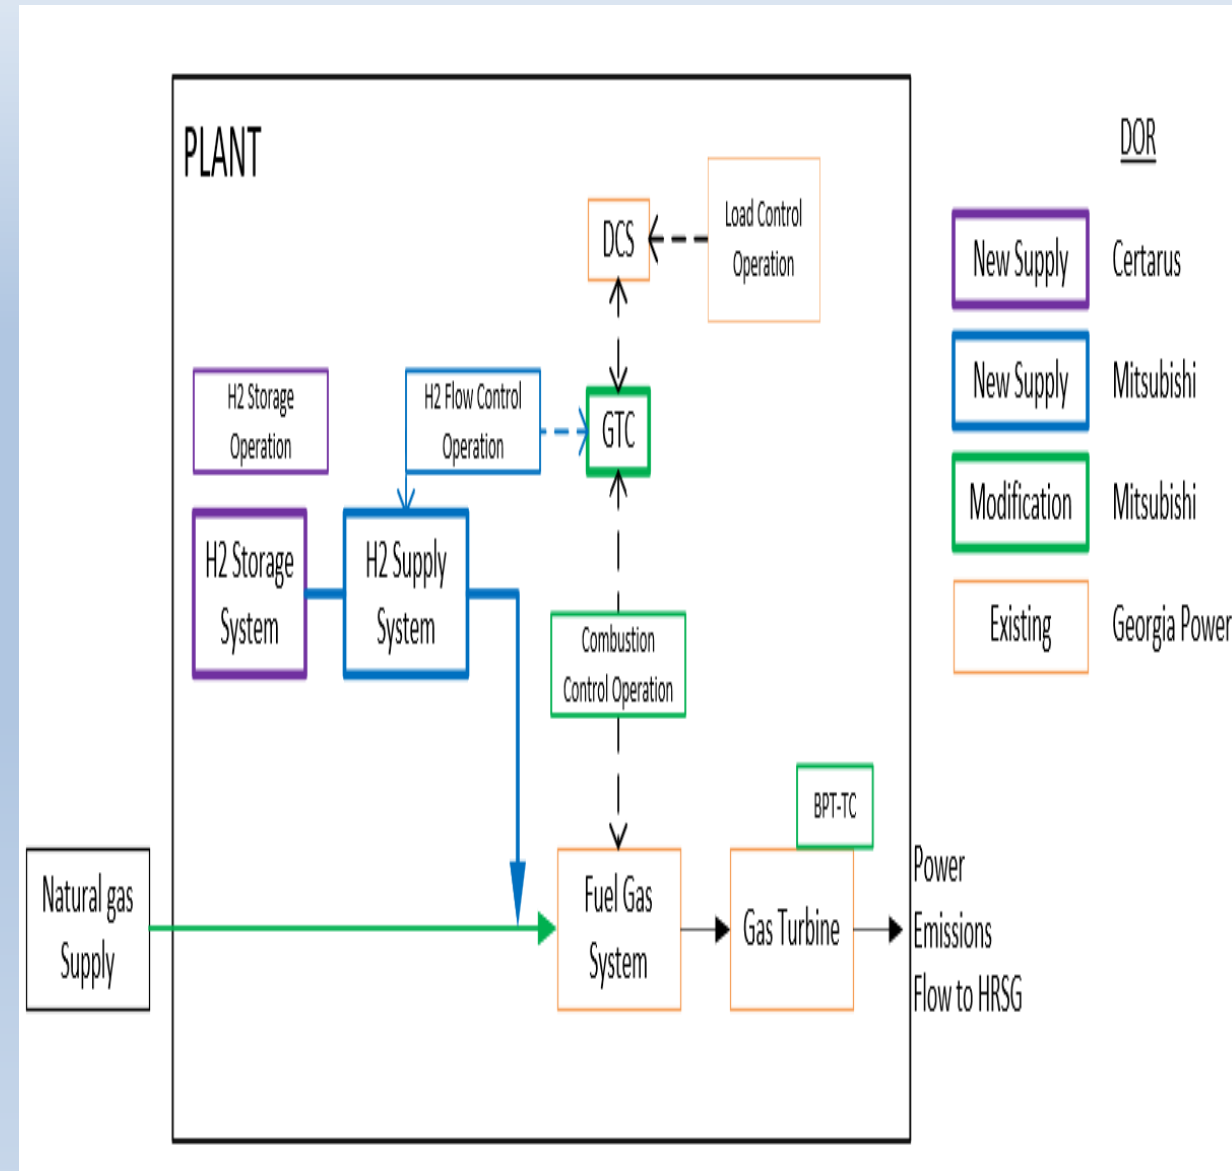 PLANT
DOR
DCS
Load Control
Operation
New Supply
Certarus
New Supply
Mitsubishi
Modification
Mitsubishi
Existing
Georgia Power
H2 Storage
Operation
H2 Flow Control
Operation
GTC
H2 Storage
System
H2 Supply
System
Combustion
Control Operation
BPT-TC
Natural gas
Supply
Fuel Gas
System
Gas Turbine
Power
Emissions
Flow to HRSG